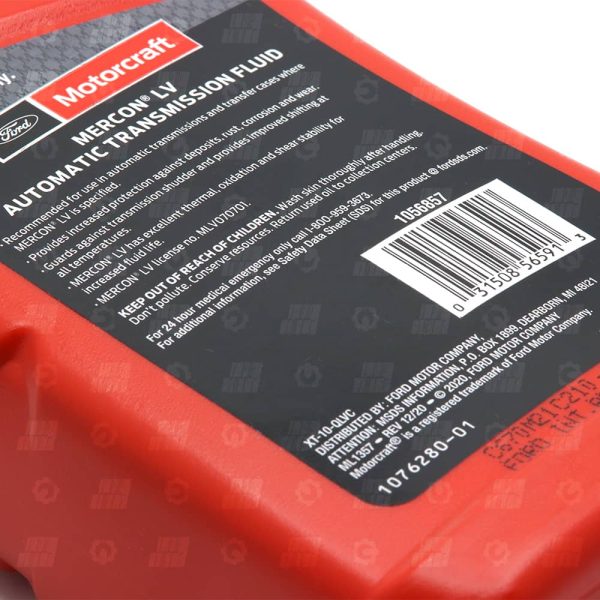 ly.
Ford
Motorcraft
MERCON® LV
AUTOMATIC TRANSMISSION FLUID
• Recommended for use in automatic transmissions and transfer cases where
MERCON® LV is specified.
• Provides increased protection against deposits, rust, corrosion and wear.
• Guards against transmission shudder and provides improved shifting at
all temperatures.
• MERCON® LV has excellent thermal, oxidation and shear stability for
increased fluid life.
• MERCON® LV license no. MLV070701.
KEEP OUT OF REACH OF CHILDREN. Wash skin thoroughly after handling.
Don't pollute. Conserve resources. Return used oil to collection centers.
For 24 hour medical emergency only call 1-800-959-3673.
For additional information, see Safety Data Sheet (SDS) for this product @ fordsds.com
1056857
0 31508 56591 3
XT-10-QLVC
DISTRIBUTED BY: FORD MOTOR COMPANY.
ATTENTION: MSDS INFORMATION, P.O. BOX 1899, DEARBORN, MI 48121
ML1357 – REV 12/20 – © 2020 FORD MOTOR COMPANY
Motorcraft® is a registered trademark of Ford Motor Company.
1076280-01